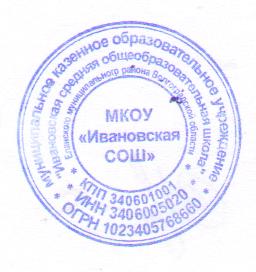 Муниципальное казенное образовательное учреждение
"Ивановская средняя общеобразовательная школа"
Еланского муниципального района Волгоградской области
МКОУ
«Ивановская
СОШ»
* КПП 340601001 *
* ИНН 3406005020 *
* ОГРН 1023405768660 *